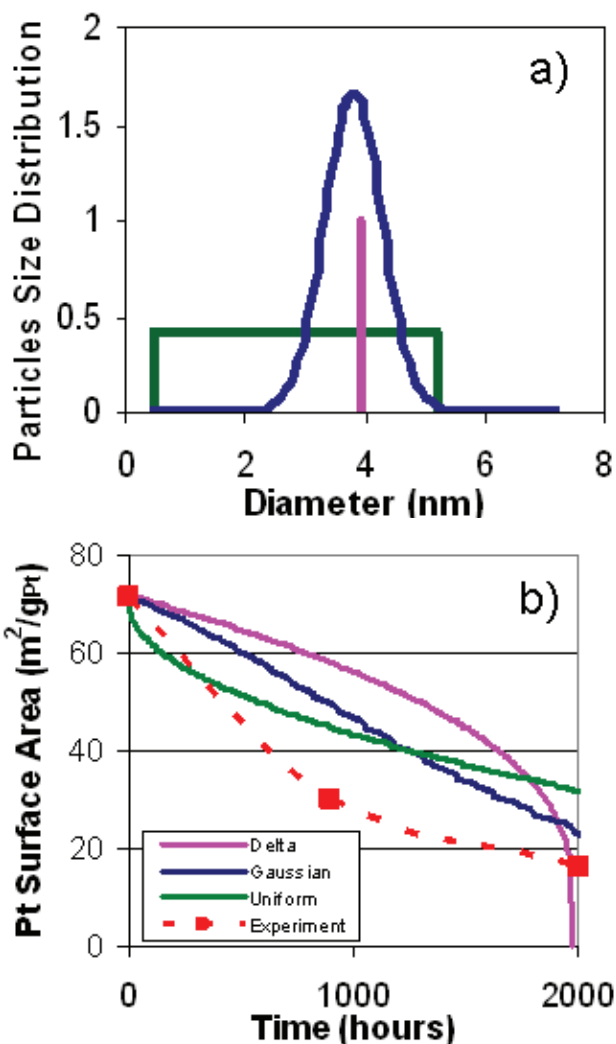 a)
Particles Size Distribution
2
1.5
1
0.5
0
0 2 4 6 8
Diameter (nm)
b)
Pt Surface Area (m²/gPt)
80
60
40
20
0
Delta
Gaussian
Uniform
Experiment
0 1000 2000
Time (hours)